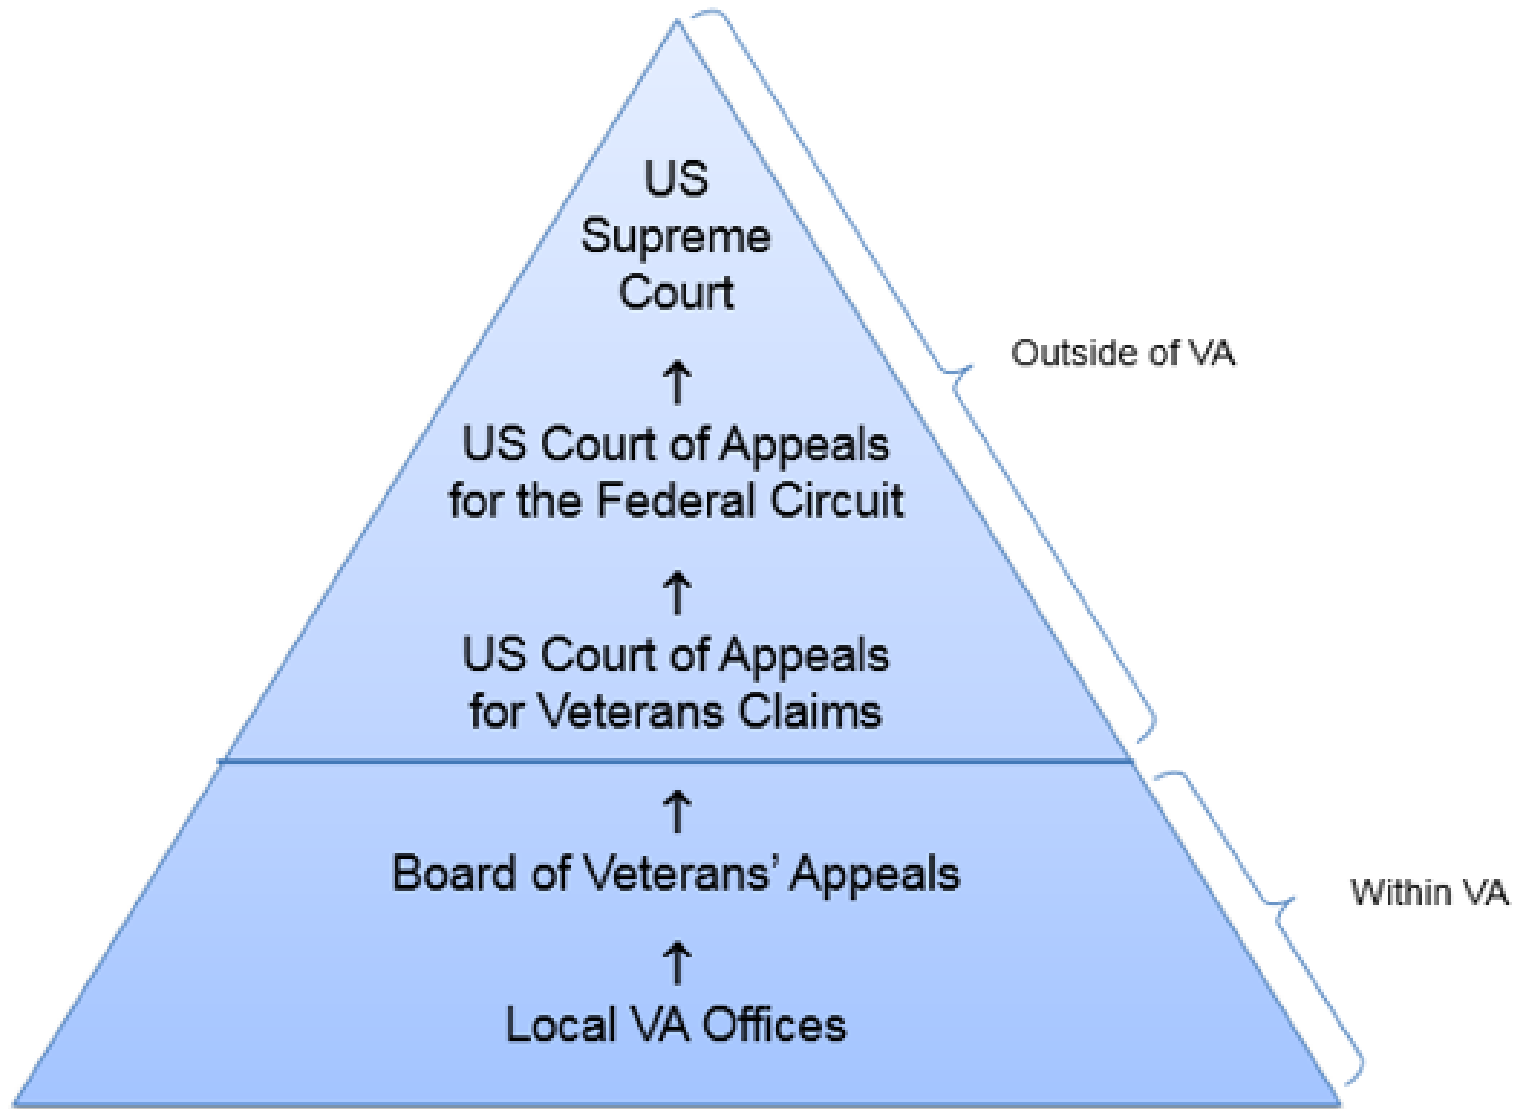 US
Supreme
Court
↑
US Court of Appeals
for the Federal Circuit
↑
US Court of Appeals
for Veterans Claims
↑
Board of Veterans’ Appeals
↑
Local VA Offices
Outside of VA
Within VA